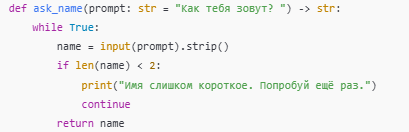 def ask_name(prompt: str = "Как тебя зовут? ") -> str:
    while True:
        name = input(prompt).strip()
        if len(name) < 2:
            print("Имя слишком короткое. Попробуй ещё раз.")
            continue
        return name